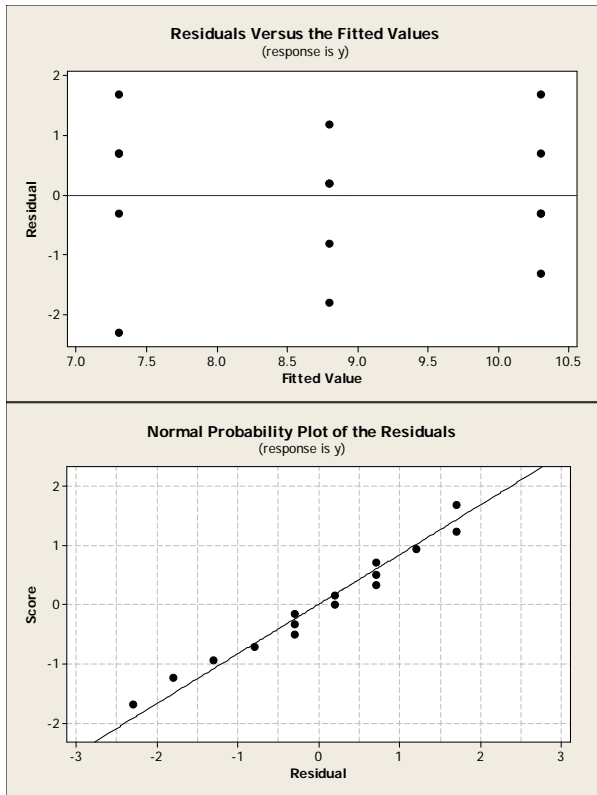 Residuals Versus the Fitted Values
(response is y)
2
1
0
-1
-2
Residual
7.0 7.5 8.0 8.5 9.0 9.5 10.0 10.5
Fitted Value
Normal Probability Plot of the Residuals
(response is y)
2
1
0
-1
-2
Score
-3 -2 -1 0 1 2 3
Residual